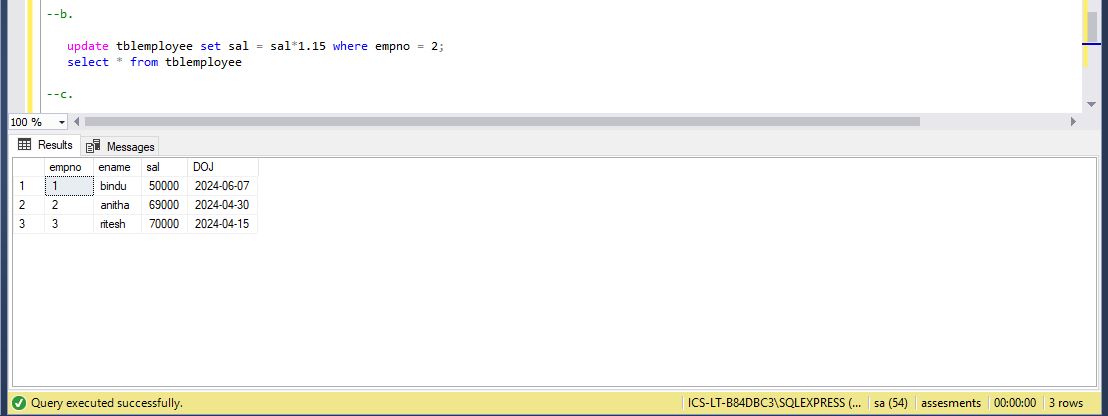 --b.
update tblemployee set sal = sal*1.15 where empno = 2;
select * from tblemployee
--c.
100 %
Results Messages
empno ename sal DOJ
1 1 bindu 50000 2024-06-07
2 2 anitha 69000 2024-04-30
3 3 ritesh 70000 2024-04-15
Query executed successfully. ICS-LT-B84DBC3\SQLEXPRESS (... sa (54) assesments 00:00:00 3 rows